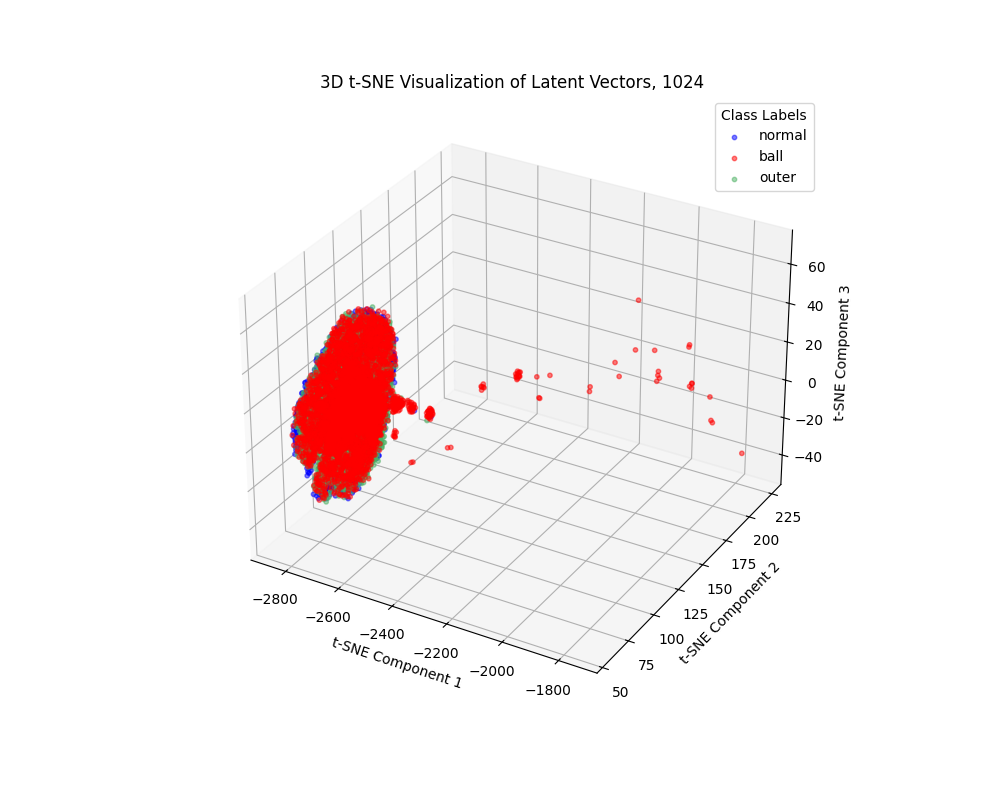 3D t-SNE Visualization of Latent Vectors, 1024
Class Labels
normal
ball
outer
60
40
20
0
−20
−40
t-SNE Component 3
225
200
175
150
125
100
75
50
t-SNE Component 2
−2800
−2600
−2400
−2200
−2000
−1800
t-SNE Component 1